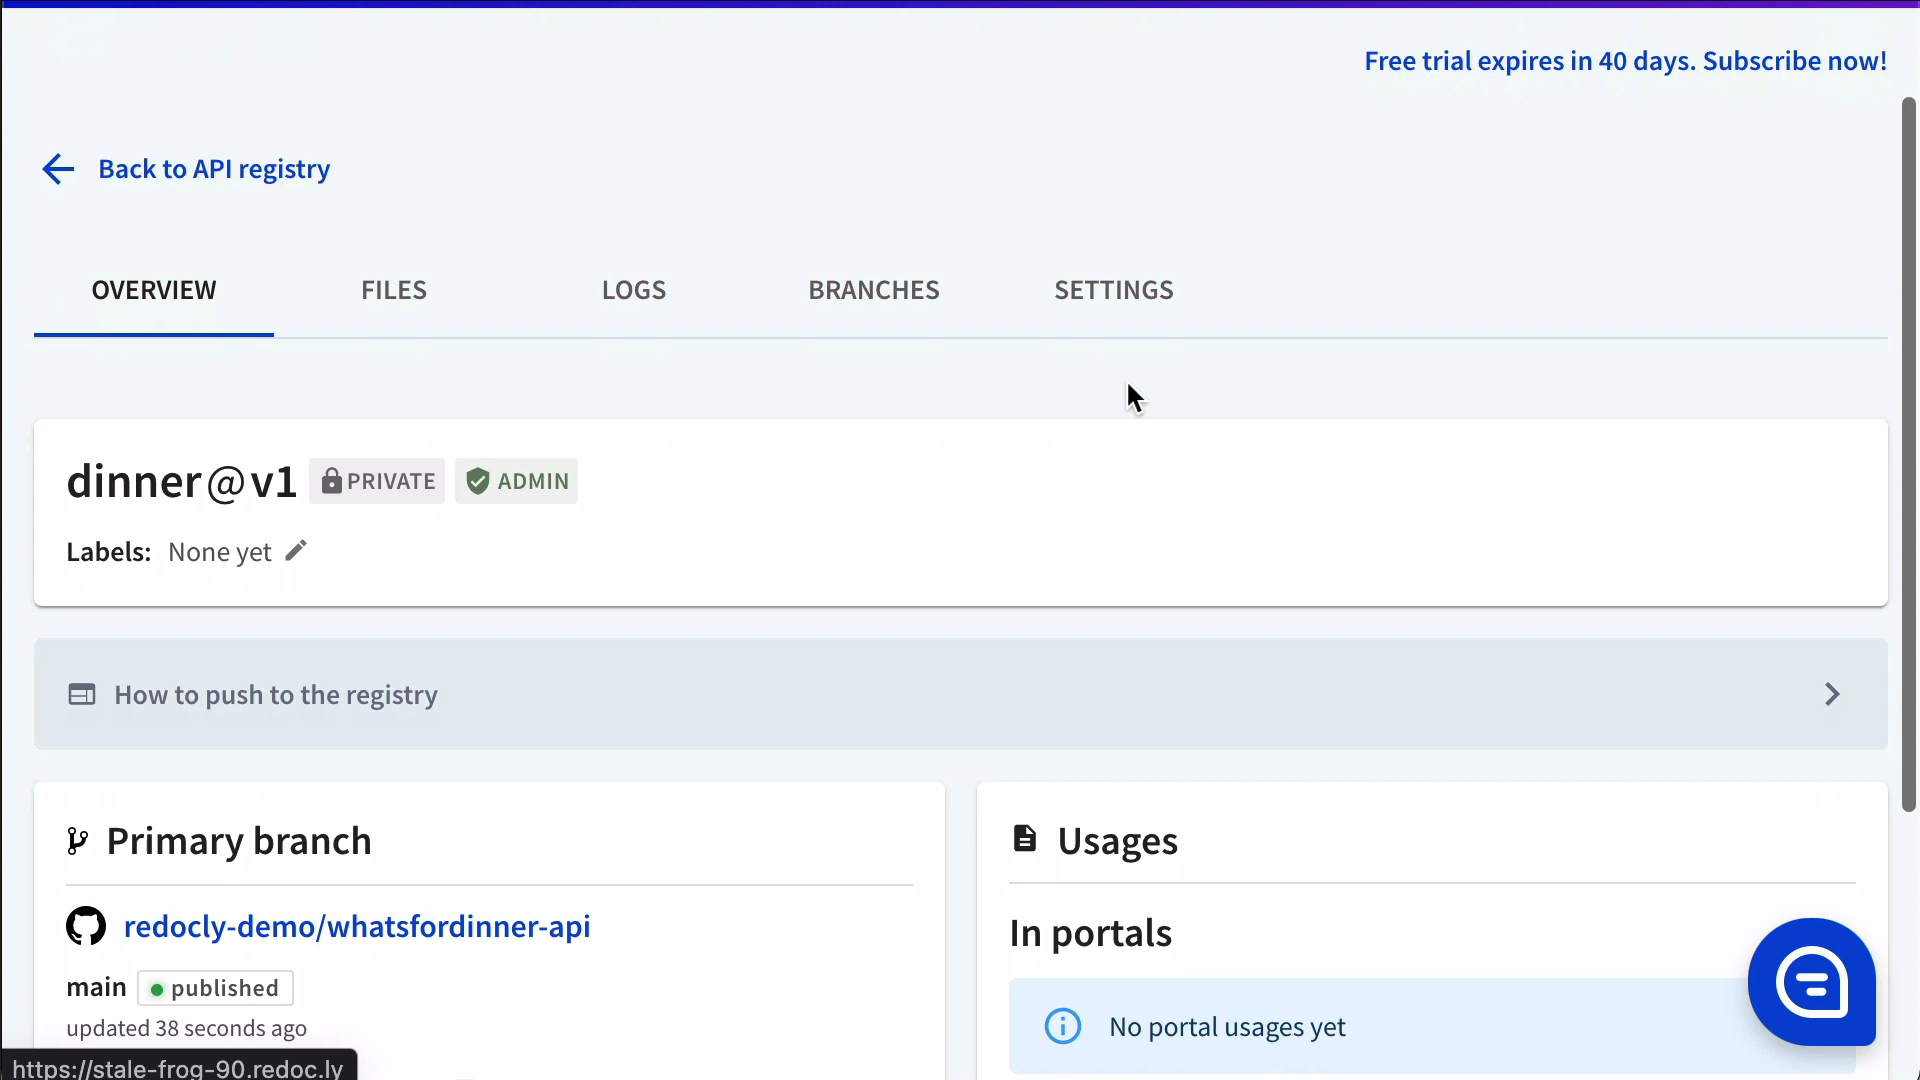 Free trial expires in 40 days. Subscribe now!
Back to API registry
OVERVIEW FILES LOGS BRANCHES SETTINGS
dinner@v1 PRIVATE ADMIN
Labels: None yet
How to push to the registry
Primary branch
redocly-demo/whatsfordinner-api
main published
updated 38 seconds ago
Usages
In portals
No portal usages yet
https://stale-frog-90.redoc.ly